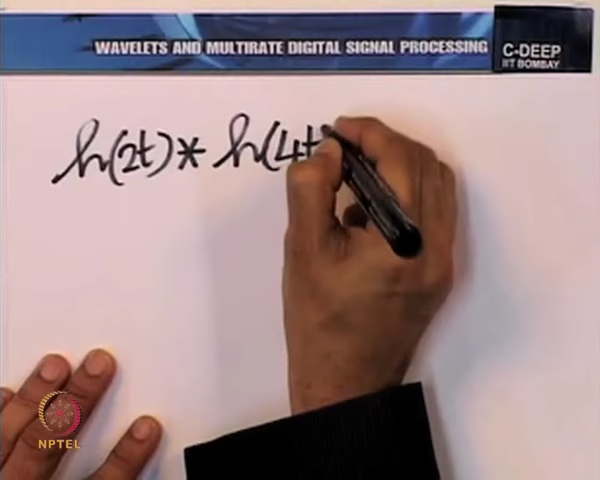 WAVELETS AND MULTIRATE DIGITAL SIGNAL PROCESSING
C-DEEP
IIT BOMBAY
h(2t) * h(4t)
NPTEL